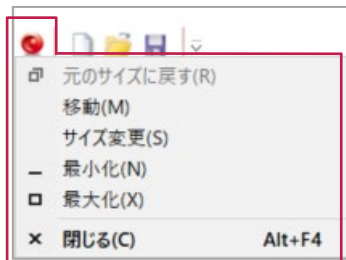 元のサイズに戻す(R)
移動(M)
サイズ変更(S)
最小化(N)
最大化(X)
閉じる(C) Alt+F4